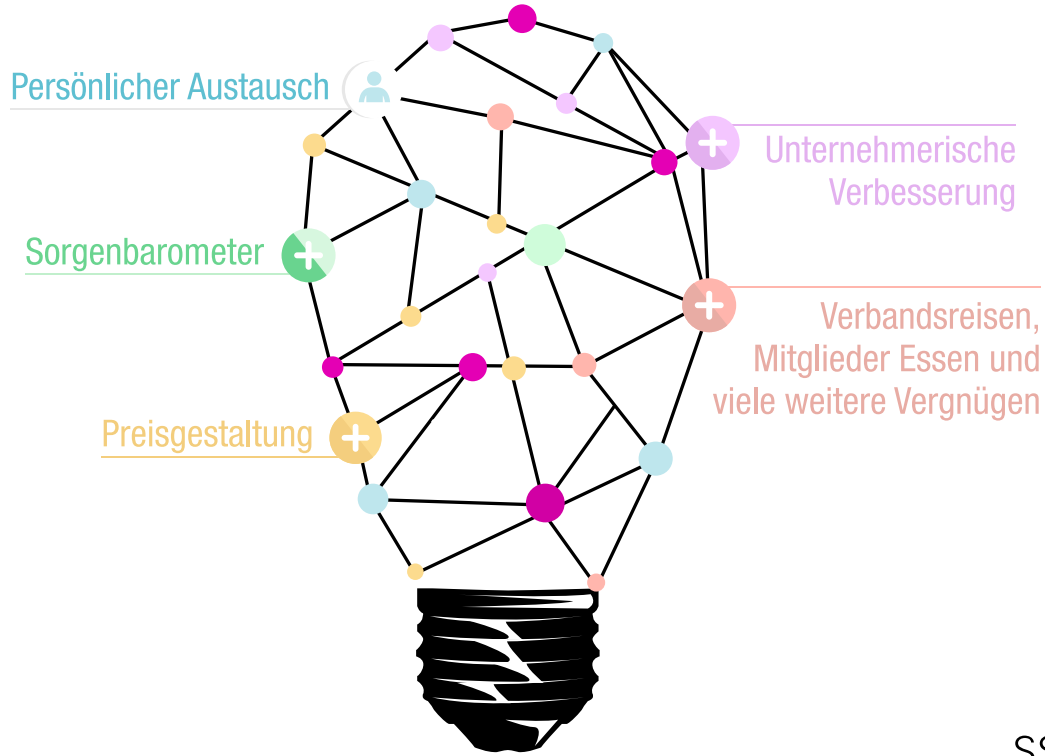 Persönlicher Austausch
Unternehmerische
Verbesserung
Sorgenbarometer
Verbandsreisen,
Mitglieder Essen und
viele weitere Vergnügen
Preisgestaltung